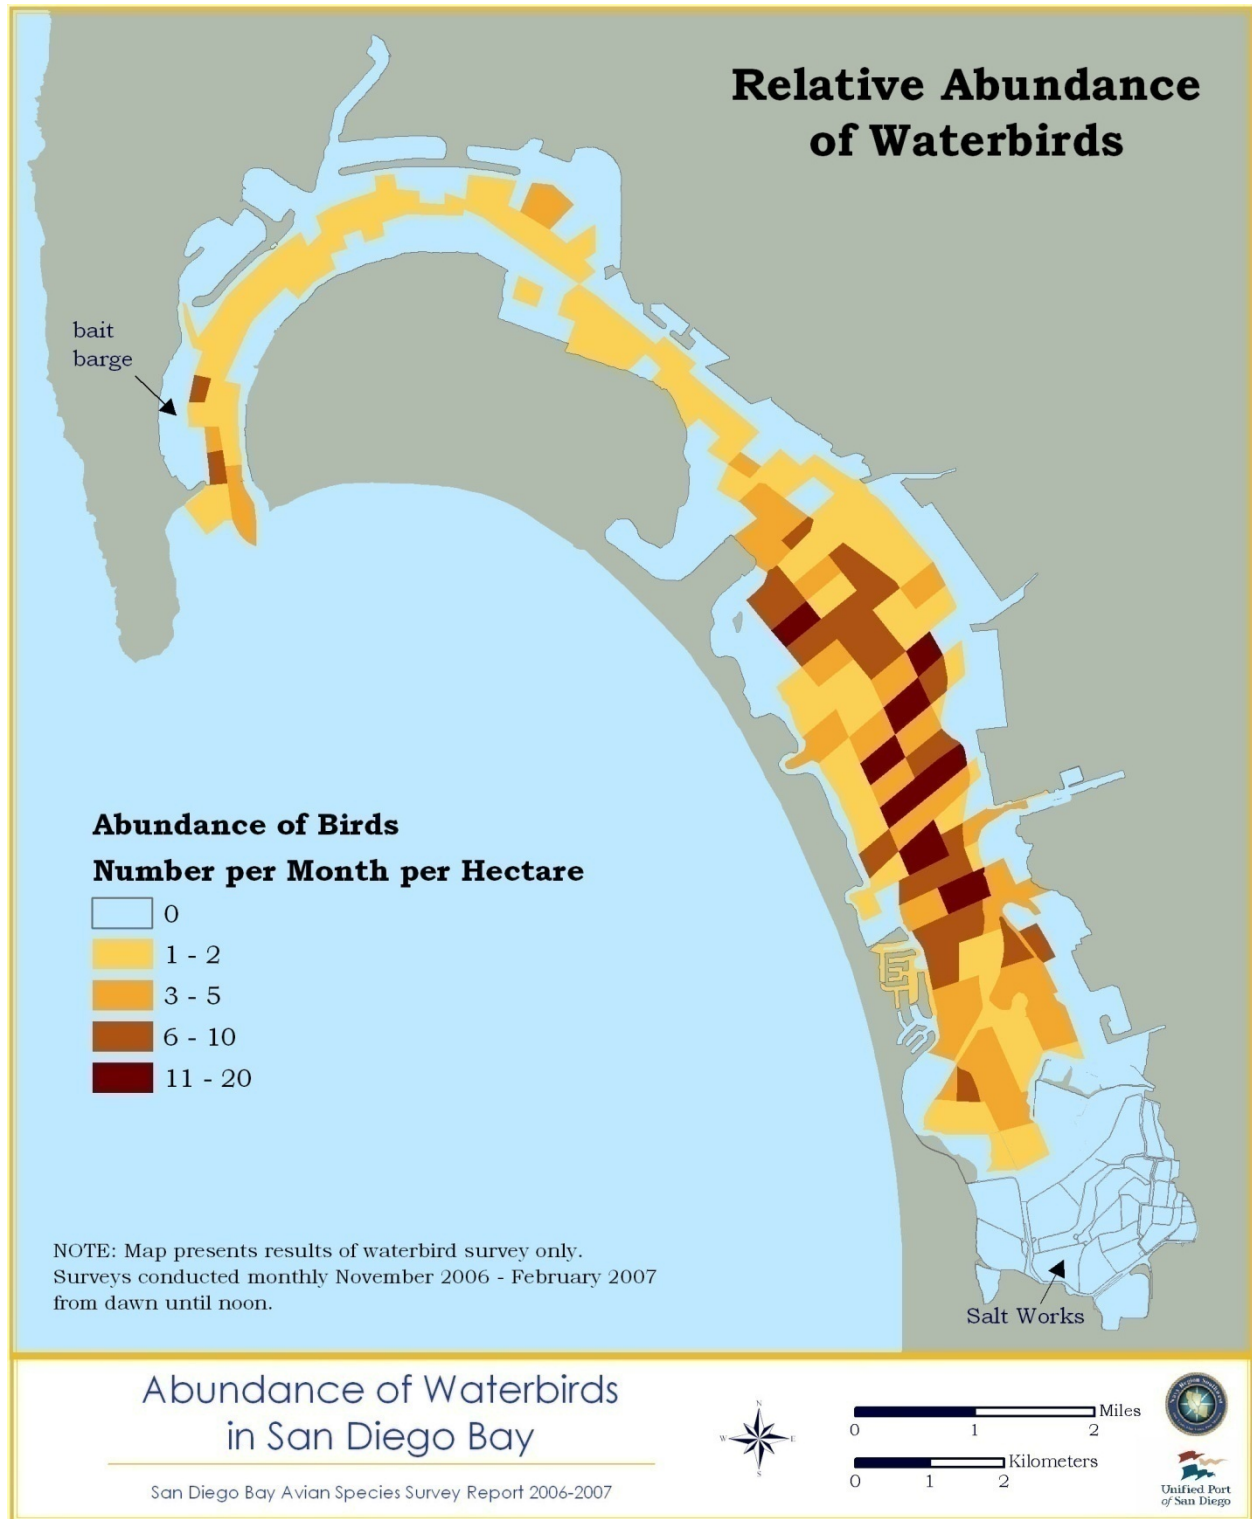 Relative Abundance
of Waterbirds
bait
barge
Abundance of Birds
Number per Month per Hectare
0
1 - 2
3 - 5
6 - 10
11 - 20
NOTE: Map presents results of waterbird survey only.
Surveys conducted monthly November 2006 - February 2007
from dawn until noon.
Salt Works
Abundance of Waterbirds
in San Diego Bay
San Diego Bay Avian Species Survey Report 2006-2007
N
W E
S
Miles
0 1 2
Kilometers
0 1 2
Navy Region Southwest
Unified Port
of San Diego